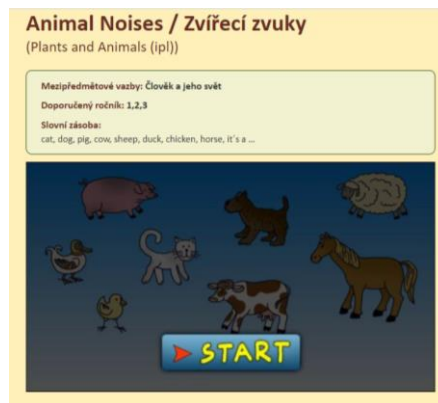 Animal Noises / Zvířecí zvuky
(Plants and Animals (ipl))
Mezipředmětové vazby: Člověk a jeho svět
Doporučený ročník: 1,2,3
Slovní zásoba:
cat, dog, pig, cow, sheep, duck, chicken, horse, it´s a ...
START